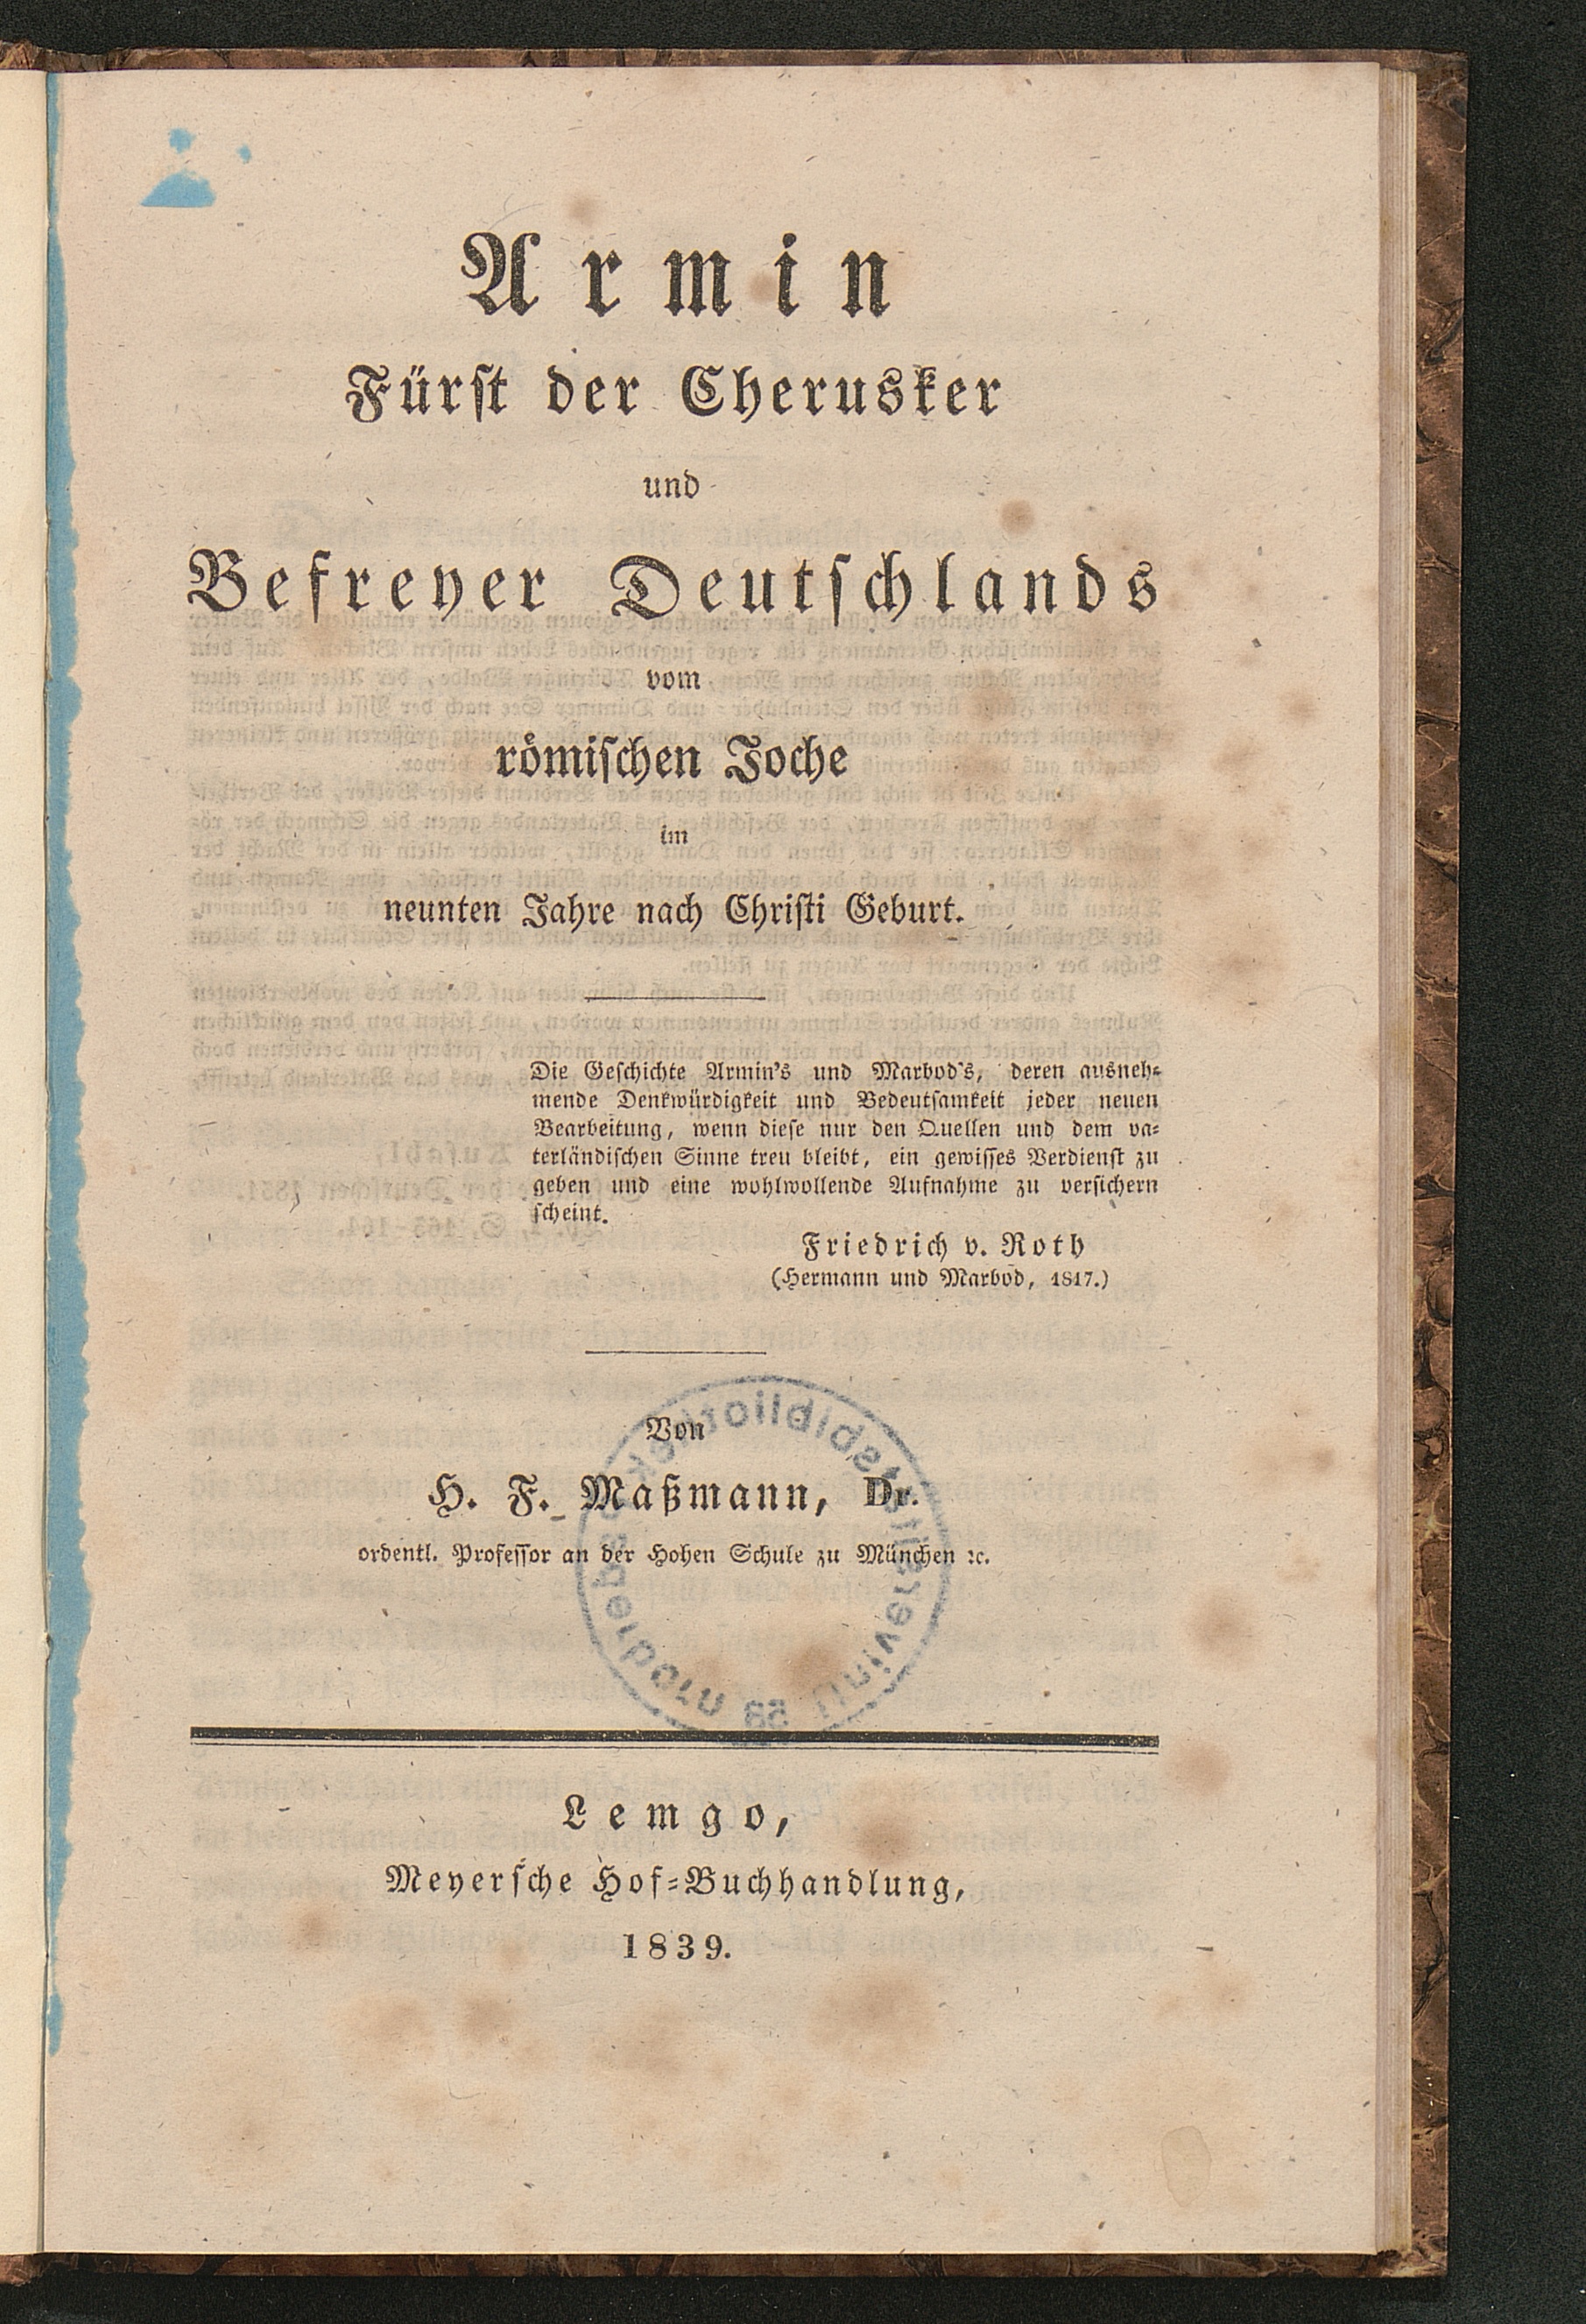 Armin
Fürst der Cherusker
und
Befreyer Deutschlands
vom
römischen Joche
im
neunten Jahre nach Christi Geburt.
Die Geschichte Armin's und Marbod's, deren ausneh-
mende Denkwürdigkeit und Bedeutsamkeit jeder neuen
Bearbeitung, wenn diese nur den Quellen und dem va-
terländischen Sinne treu bleibt, ein gewisses Verdienst zu
geben und eine wohlwollende Aufnahme zu versichern
scheint.
Friedrich v. Roth
(Hermann und Marbod, 1817.)
Von
H. F. Maßmann, Dr.
ordentl. Professor an der Hohen Schule zu München ꝛc.
Universitätsbibliothek Paderborn
Lemgo,
Meyersche Hof-Buchhandlung,
1839.